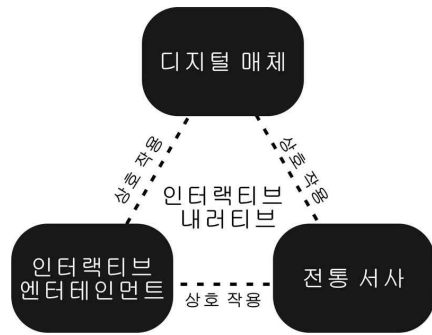 디지털 매체
상호 작용
상호 작용
인터랙티브
내러티브
인터랙티브
엔터테인먼트
상호 작용
전통 서사